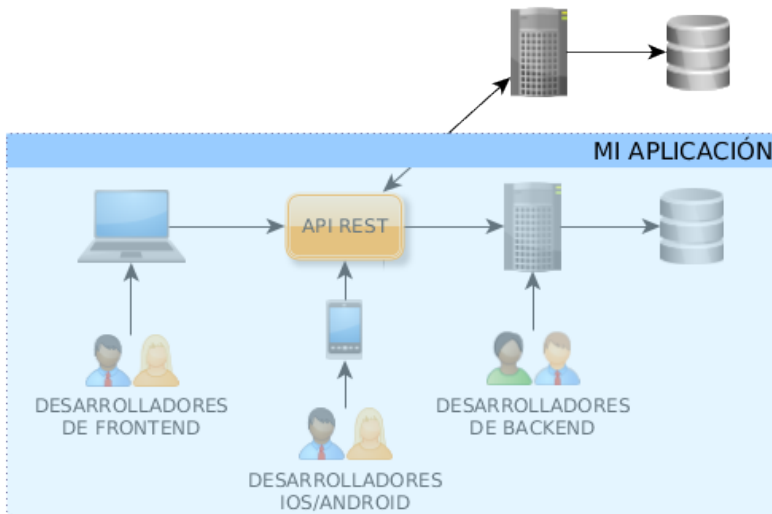 MI APLICACIÓN
API REST
DESARROLLADORES
DE FRONTEND
DESARROLLADORES
IOS/ANDROID
DESARROLLADORES
DE BACKEND